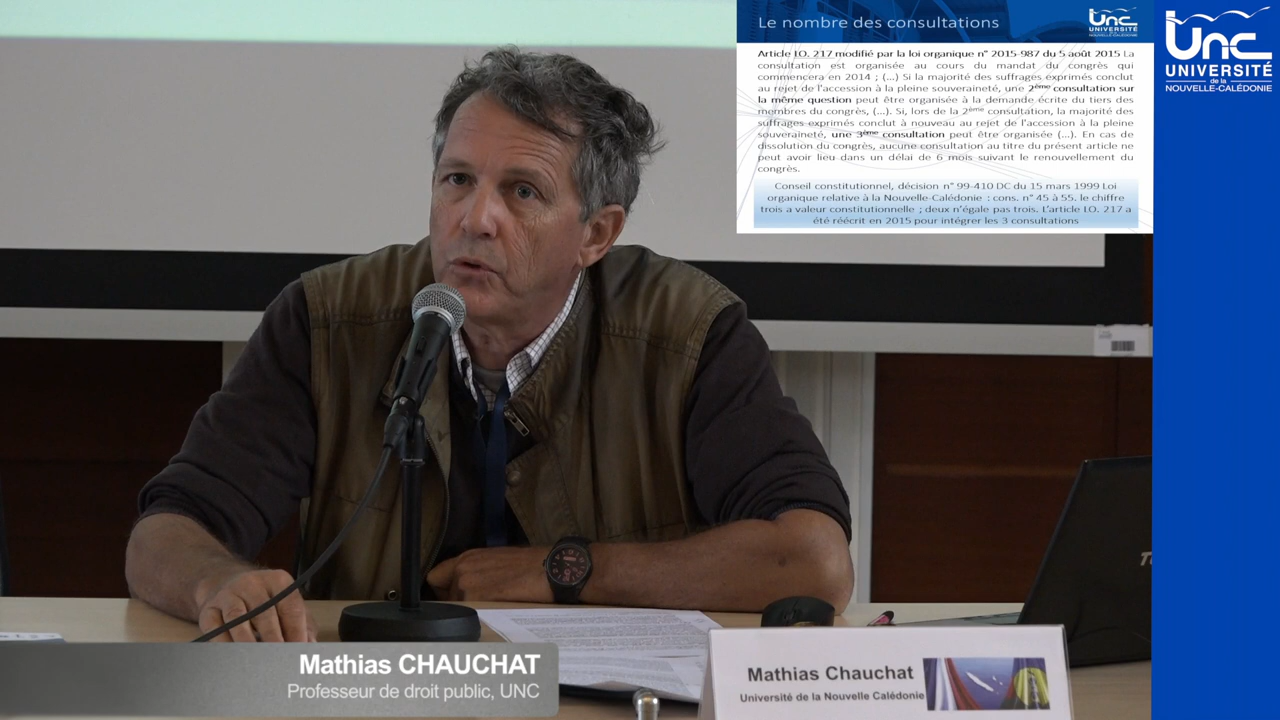 Le nombre des consultations
Unc
UNIVERSITÉ
DE LA
NOUVELLE-CALÉDONIE
Article LO. 217 modifié par la loi organique n° 2015-987 du 5 août 2015 La
consultation est organisée au cours du mandat du congrès qui
commencera en 2014 ; (...) Si la majorité des suffrages exprimés conclut
au rejet de l'accession à la pleine souveraineté, une 2ème consultation sur
la même question peut être organisée à la demande écrite du tiers des
membres du congrès, (...). Si, lors de la 2ème consultation, la majorité des
suffrages exprimés conclut à nouveau au rejet de l'accession à la pleine
souveraineté, une 3ème consultation peut être organisée (...). En cas de
dissolution du congrès, aucune consultation au titre du présent article ne
peut avoir lieu dans un délai de 6 mois suivant le renouvellement du
congrès.
Conseil constitutionnel, décision n° 99-410 DC du 15 mars 1999 Loi
organique relative à la Nouvelle-Calédonie : cons. n° 45 à 55. le chiffre
trois a valeur constitutionnelle ; deux n'égale pas trois. L'article LO. 217 a
été réécrit en 2015 pour intégrer les 3 consultations
Unc
UNIVERSITÉ
de la
NOUVELLE-CALÉDONIE
Mathias CHAUCHAT
Professeur de droit public, UNC
Mathias Chauchat
Université de la Nouvelle Calédonie